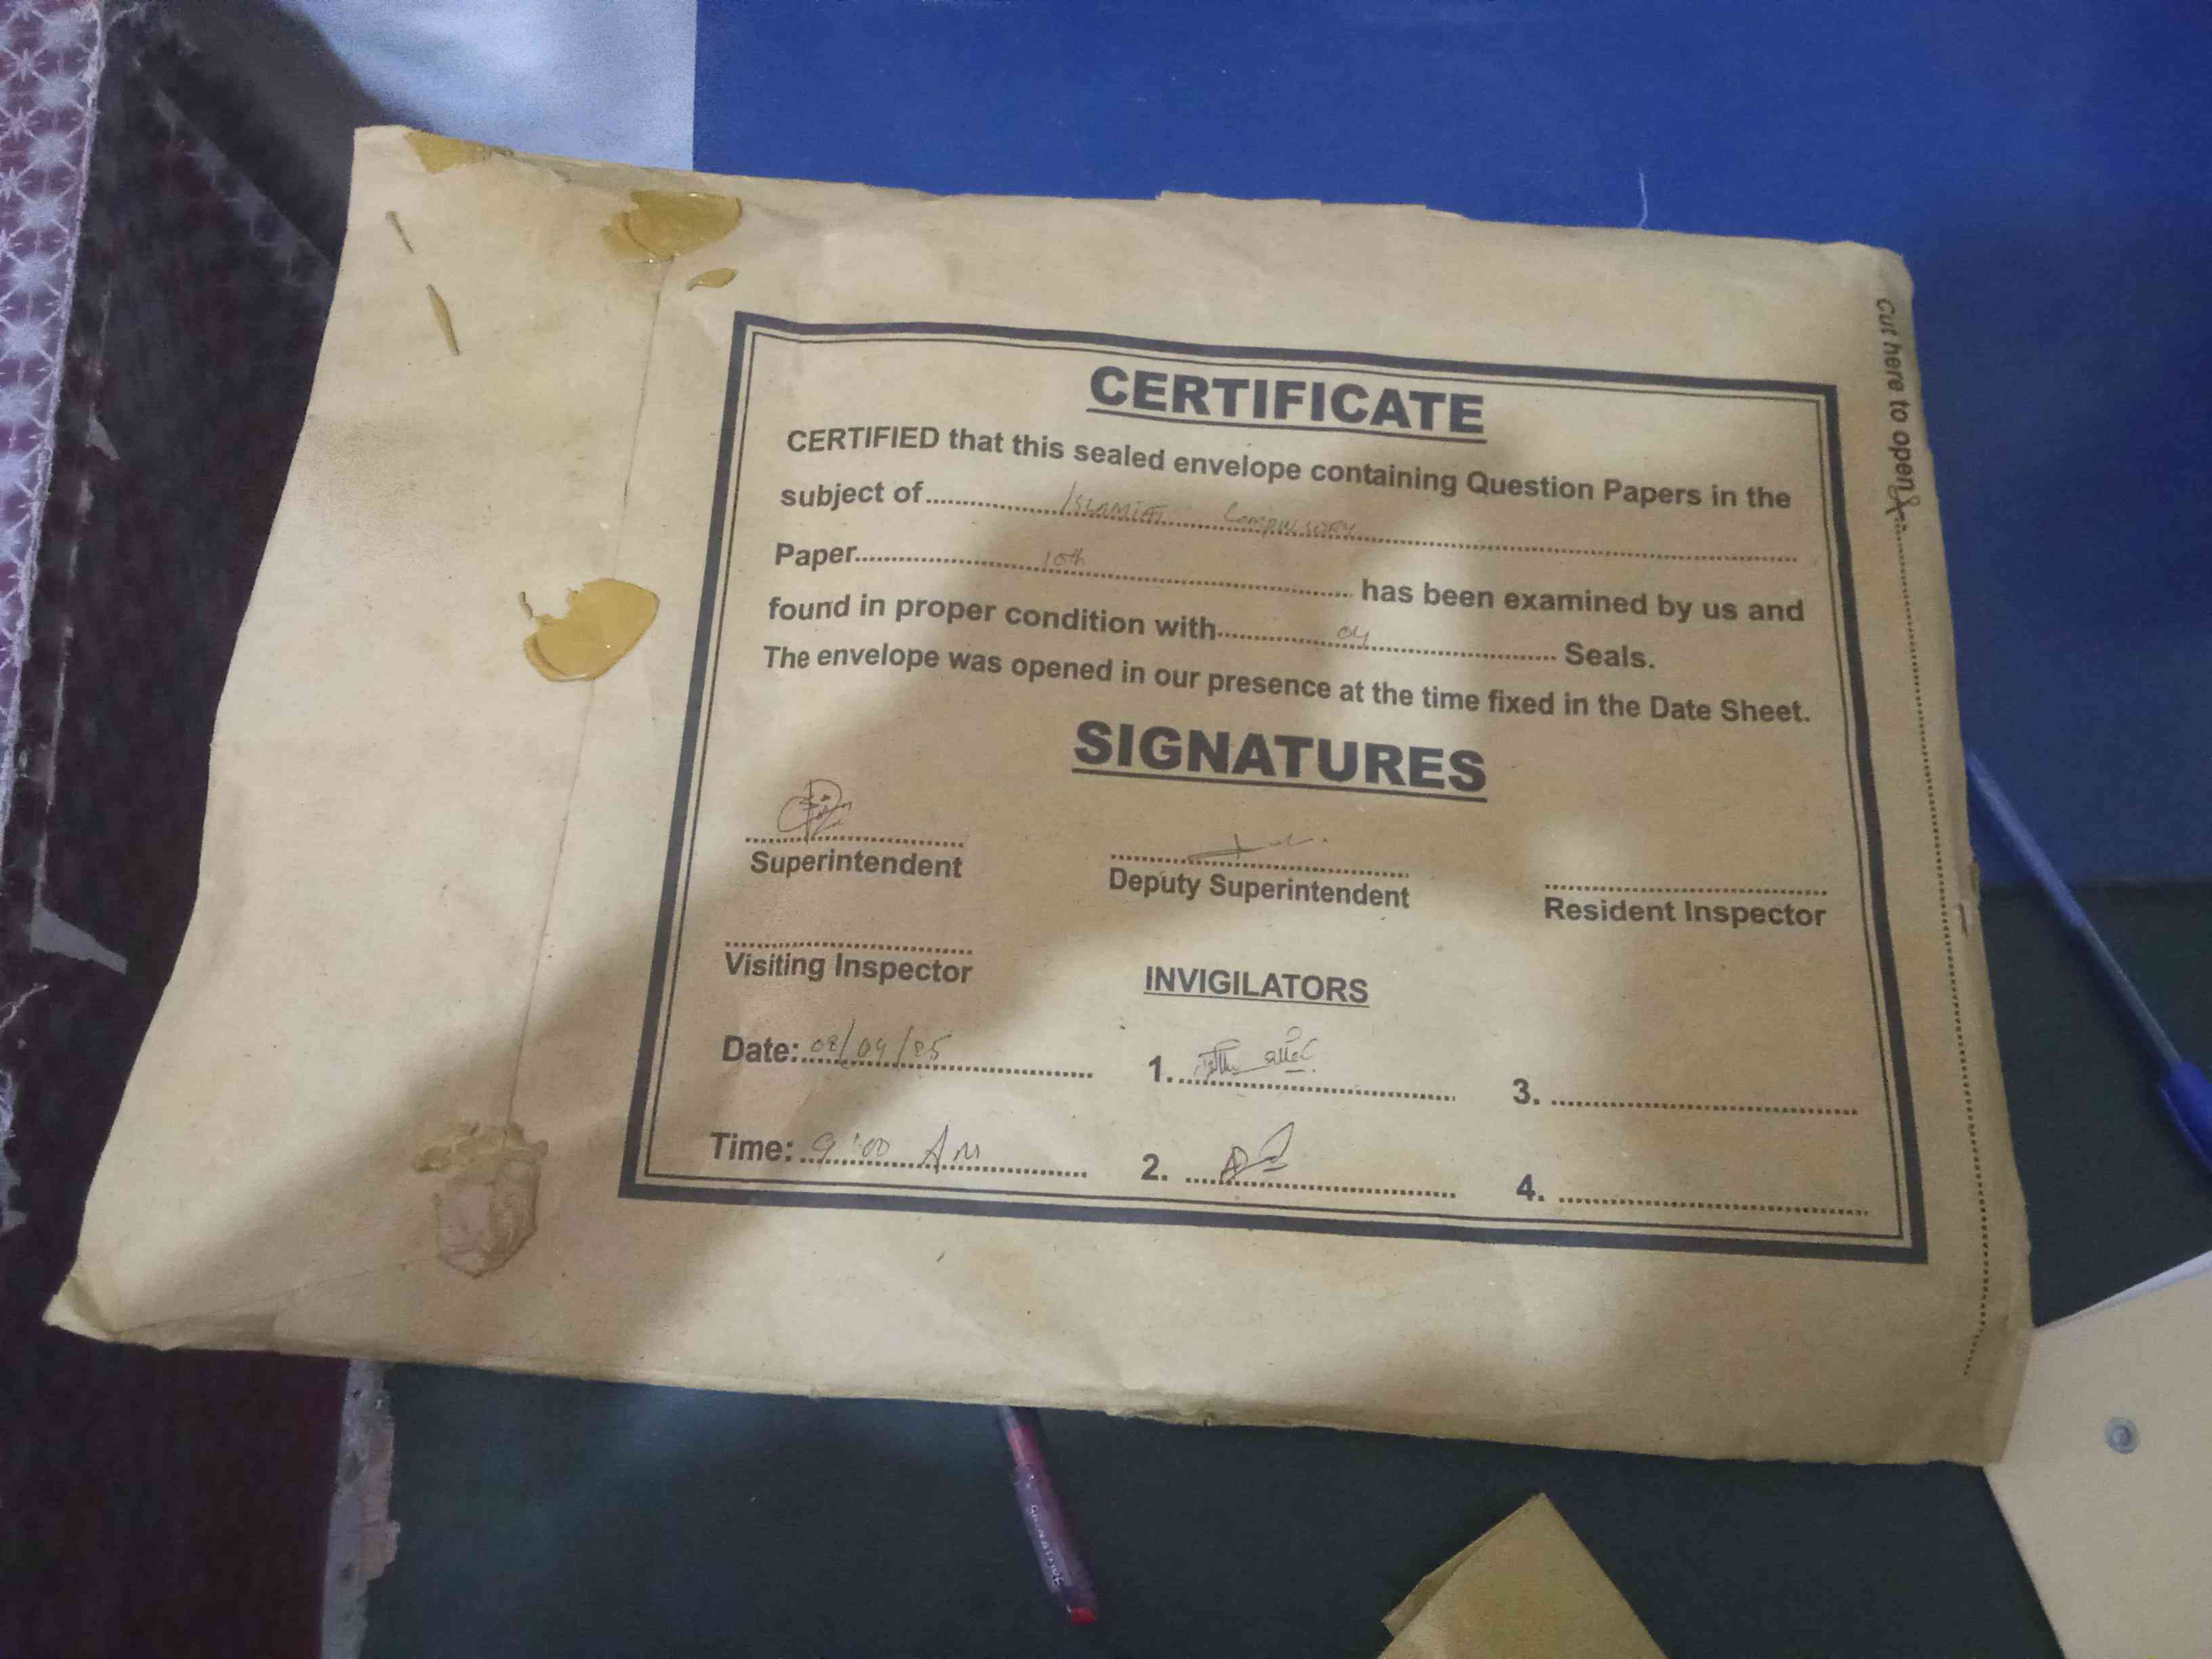 Cut here to open
CERTIFICATE
CERTIFIED that this sealed envelope containing Question Papers in the
subject of.......... Islamiat Compulsory ..........
Paper.......... 10th .......... has been examined by us and
found in proper condition with.......... 04 .......... Seals.
The envelope was opened in our presence at the time fixed in the Date Sheet.
SIGNATURES
Superintendent
Deputy Superintendent
Resident Inspector
Visiting Inspector
INVIGILATORS
Date: 08/04/25
1.
3.
Time: 9:00 AM
2.
4.